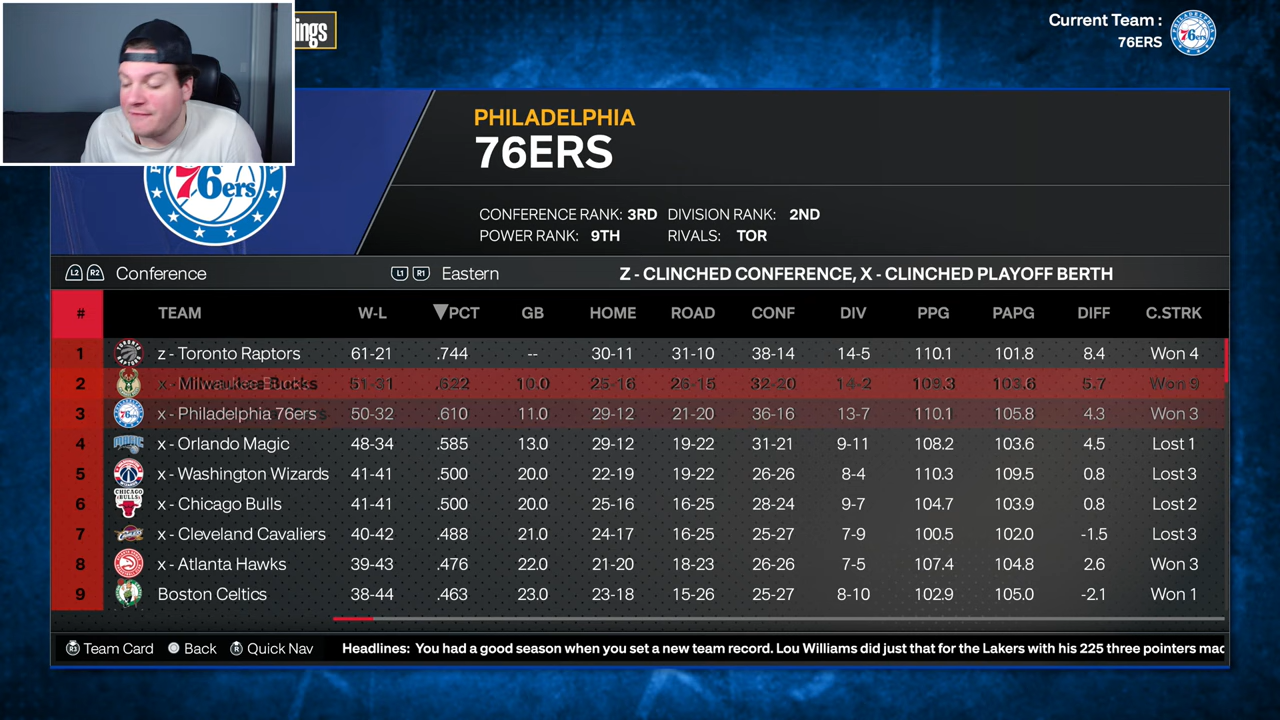 ings
Current Team :
76ERS
PHILADELPHIA
76ERS
CONFERENCE RANK: 3RD DIVISION RANK: 2ND
POWER RANK: 9TH RIVALS: TOR
L2 R2 Conference L1 R1 Eastern Z - CLINCHED CONFERENCE, X - CLINCHED PLAYOFF BERTH
# TEAM W-L PCT GB HOME ROAD CONF DIV PPG PAPG DIFF C.STRK
1 z - Toronto Raptors 61-21 .744 -- 30-11 31-10 38-14 14-5 110.1 101.8 8.4 Won 4
2 x - Milwaukee Bucks 51-31 .622 10.0 25-16 26-15 32-20 14-2 109.3 103.6 5.7 Won 9
3 x - Philadelphia 76ers 50-32 .610 11.0 29-12 21-20 36-16 13-7 110.1 105.8 4.3 Won 3
4 x - Orlando Magic 48-34 .585 13.0 29-12 19-22 31-21 9-11 108.2 103.6 4.5 Lost 1
5 x - Washington Wizards 41-41 .500 20.0 22-19 19-22 26-26 8-4 110.3 109.5 0.8 Lost 3
6 x - Chicago Bulls 41-41 .500 20.0 25-16 16-25 28-24 9-7 104.7 103.9 0.8 Lost 2
7 x - Cleveland Cavaliers 40-42 .488 21.0 24-17 16-25 25-27 7-9 100.5 102.0 -1.5 Lost 3
8 x - Atlanta Hawks 39-43 .476 22.0 21-20 18-23 26-26 7-5 107.4 104.8 2.6 Won 3
9 Boston Celtics 38-44 .463 23.0 23-18 15-26 25-27 8-10 102.9 105.0 -2.1 Won 1
R3 Team Card Back R Quick Nav Headlines: You had a good season when you set a new team record. Lou Williams did just that for the Lakers with his 225 three pointers mad